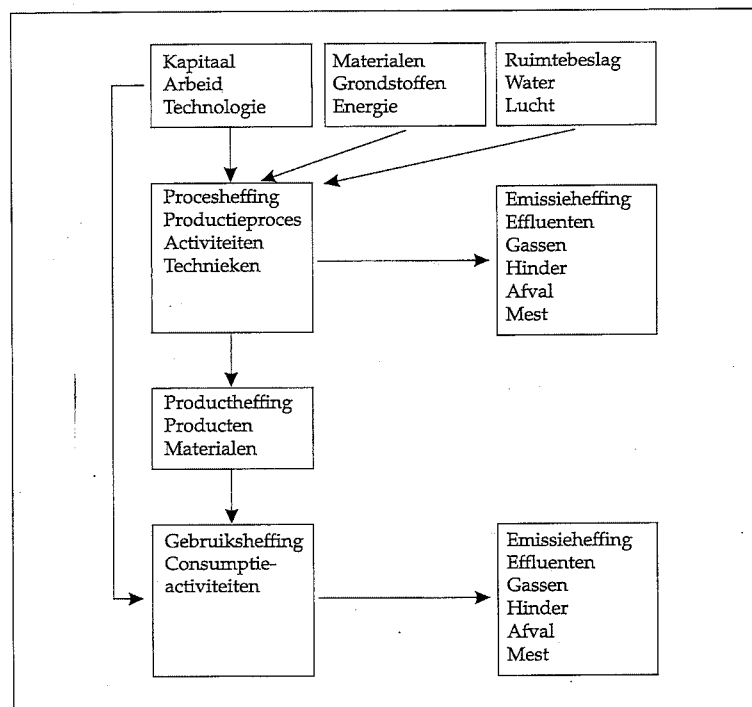 Kapitaal
Arbeid
Technologie
Materialen
Grondstoffen
Energie
Ruimtebeslag
Water
Lucht
Procesheffing
Productieproces
Activiteiten
Technieken
Emissieheffing
Effluenten
Gassen
Hinder
Afval
Mest
Productheffing
Producten
Materialen
Gebruiksheffing
Consumptie-
activiteiten
Emissieheffing
Effluenten
Gassen
Hinder
Afval
Mest